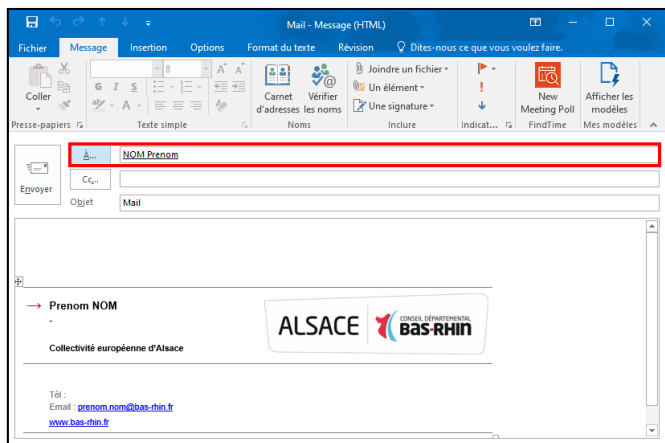 Mail - Message (HTML)
Fichier Message Insertion Options Format du texte Révision Dites-nous ce que vous voulez faire.
Coller
Presse-papiers
8
G I S
Texte simple
Carnet d'adresses
Vérifier les noms
Noms
Joindre un fichier
Un élément
Une signature
Inclure
Indicat...
New Meeting Poll
FindTime
Afficher les modèles
Mes modèles
Envoyer
À... NOM Prenom
Cc...
Objet Mail
→ Prenom NOM
-
Collectivité européenne d'Alsace
ALSACE
CONSEIL DÉPARTEMENTAL
BaS-RHiN
Tél :
Email : prenom.nom@bas-rhin.fr
www.bas-rhin.fr